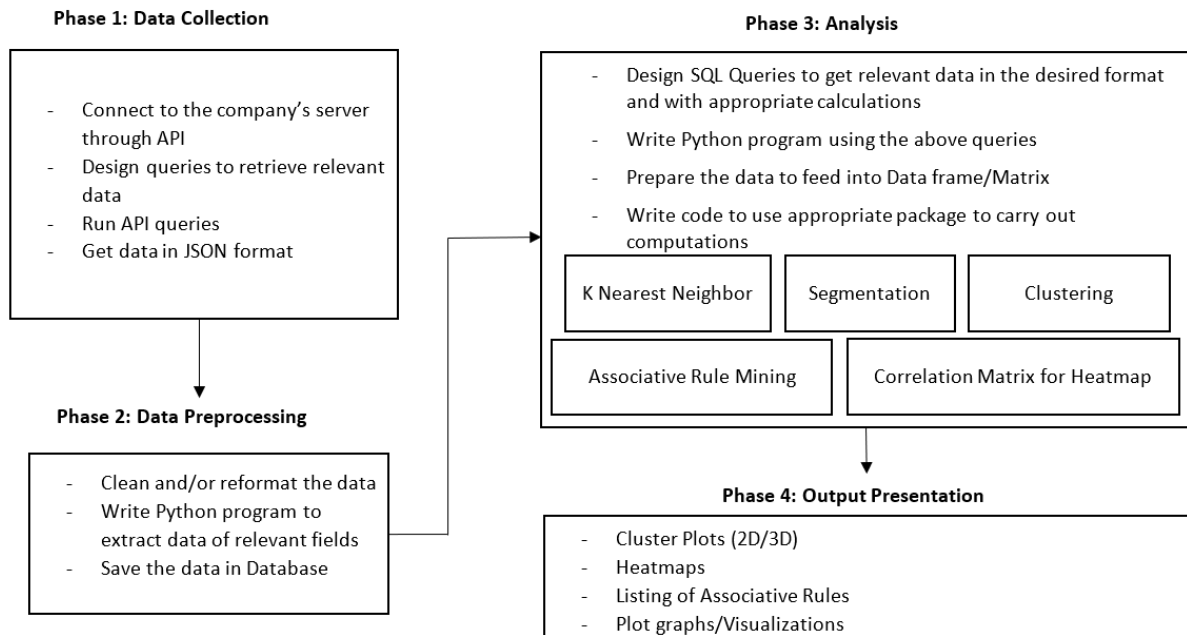 Phase 1: Data Collection
- Connect to the company's server
through API
- Design queries to retrieve relevant
data
- Run API queries
- Get data in JSON format
Phase 2: Data Preprocessing
- Clean and/or reformat the data
- Write Python program to
extract data of relevant fields
- Save the data in Database
Phase 3: Analysis
- Design SQL Queries to get relevant data in the desired format
and with appropriate calculations
- Write Python program using the above queries
- Prepare the data to feed into Data frame/Matrix
- Write code to use appropriate package to carry out
computations
K Nearest Neighbor
Segmentation
Clustering
Associative Rule Mining
Correlation Matrix for Heatmap
Phase 4: Output Presentation
- Cluster Plots (2D/3D)
- Heatmaps
- Listing of Associative Rules
- Plot graphs/Visualizations